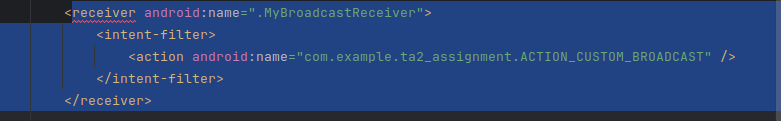 <receiver android:name=".MyBroadcastReceiver">
<intent-filter>
<action android:name="com.example.ta2_assignment.ACTION_CUSTOM_BROADCAST" />
</intent-filter>
</receiver>